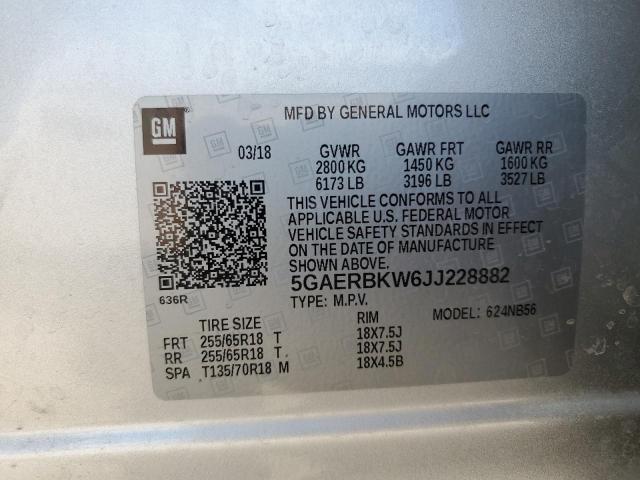 GM
MFD BY GENERAL MOTORS LLC
03/18 GVWR GAWR FRT GAWR RR
2800 KG 1450 KG 1600 KG
6173 LB 3196 LB 3527 LB
THIS VEHICLE CONFORMS TO ALL
APPLICABLE U.S. FEDERAL MOTOR
VEHICLE SAFETY STANDARDS IN EFFECT
ON THE DATE OF MANUFACTURE
SHOWN ABOVE.
5GAERBKW6JJ228882
636R
TYPE: M.P.V. MODEL: 624NB56
TIRE SIZE RIM
FRT 255/65R18 T 18X7.5J
RR 255/65R18 T 18X7.5J
SPA T135/70R18 M 18X4.5B